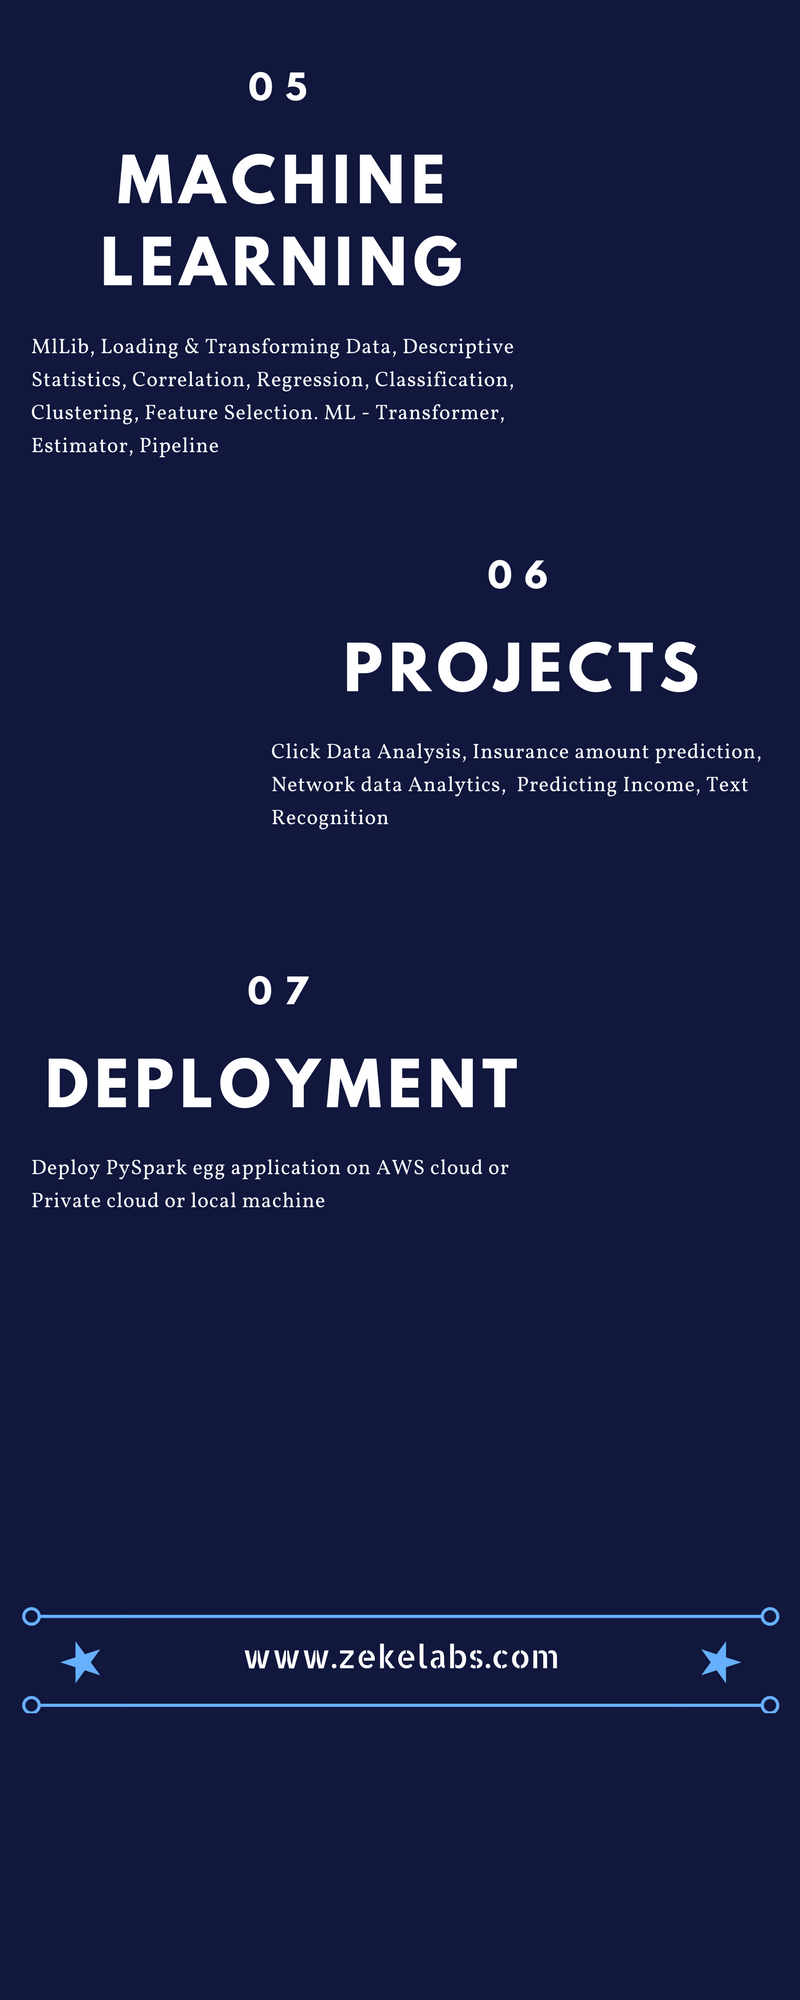 05
MACHINE
LEARNING
MlLib, Loading & Transforming Data, Descriptive
Statistics, Correlation, Regression, Classification,
Clustering, Feature Selection. ML - Transformer,
Estimator, Pipeline
06
PROJECTS
Click Data Analysis, Insurance amount prediction,
Network data Analytics,  Predicting Income, Text
Recognition
07
DEPLOYMENT
Deploy PySpark egg application on AWS cloud or
Private cloud or local machine
www.zekelabs.com